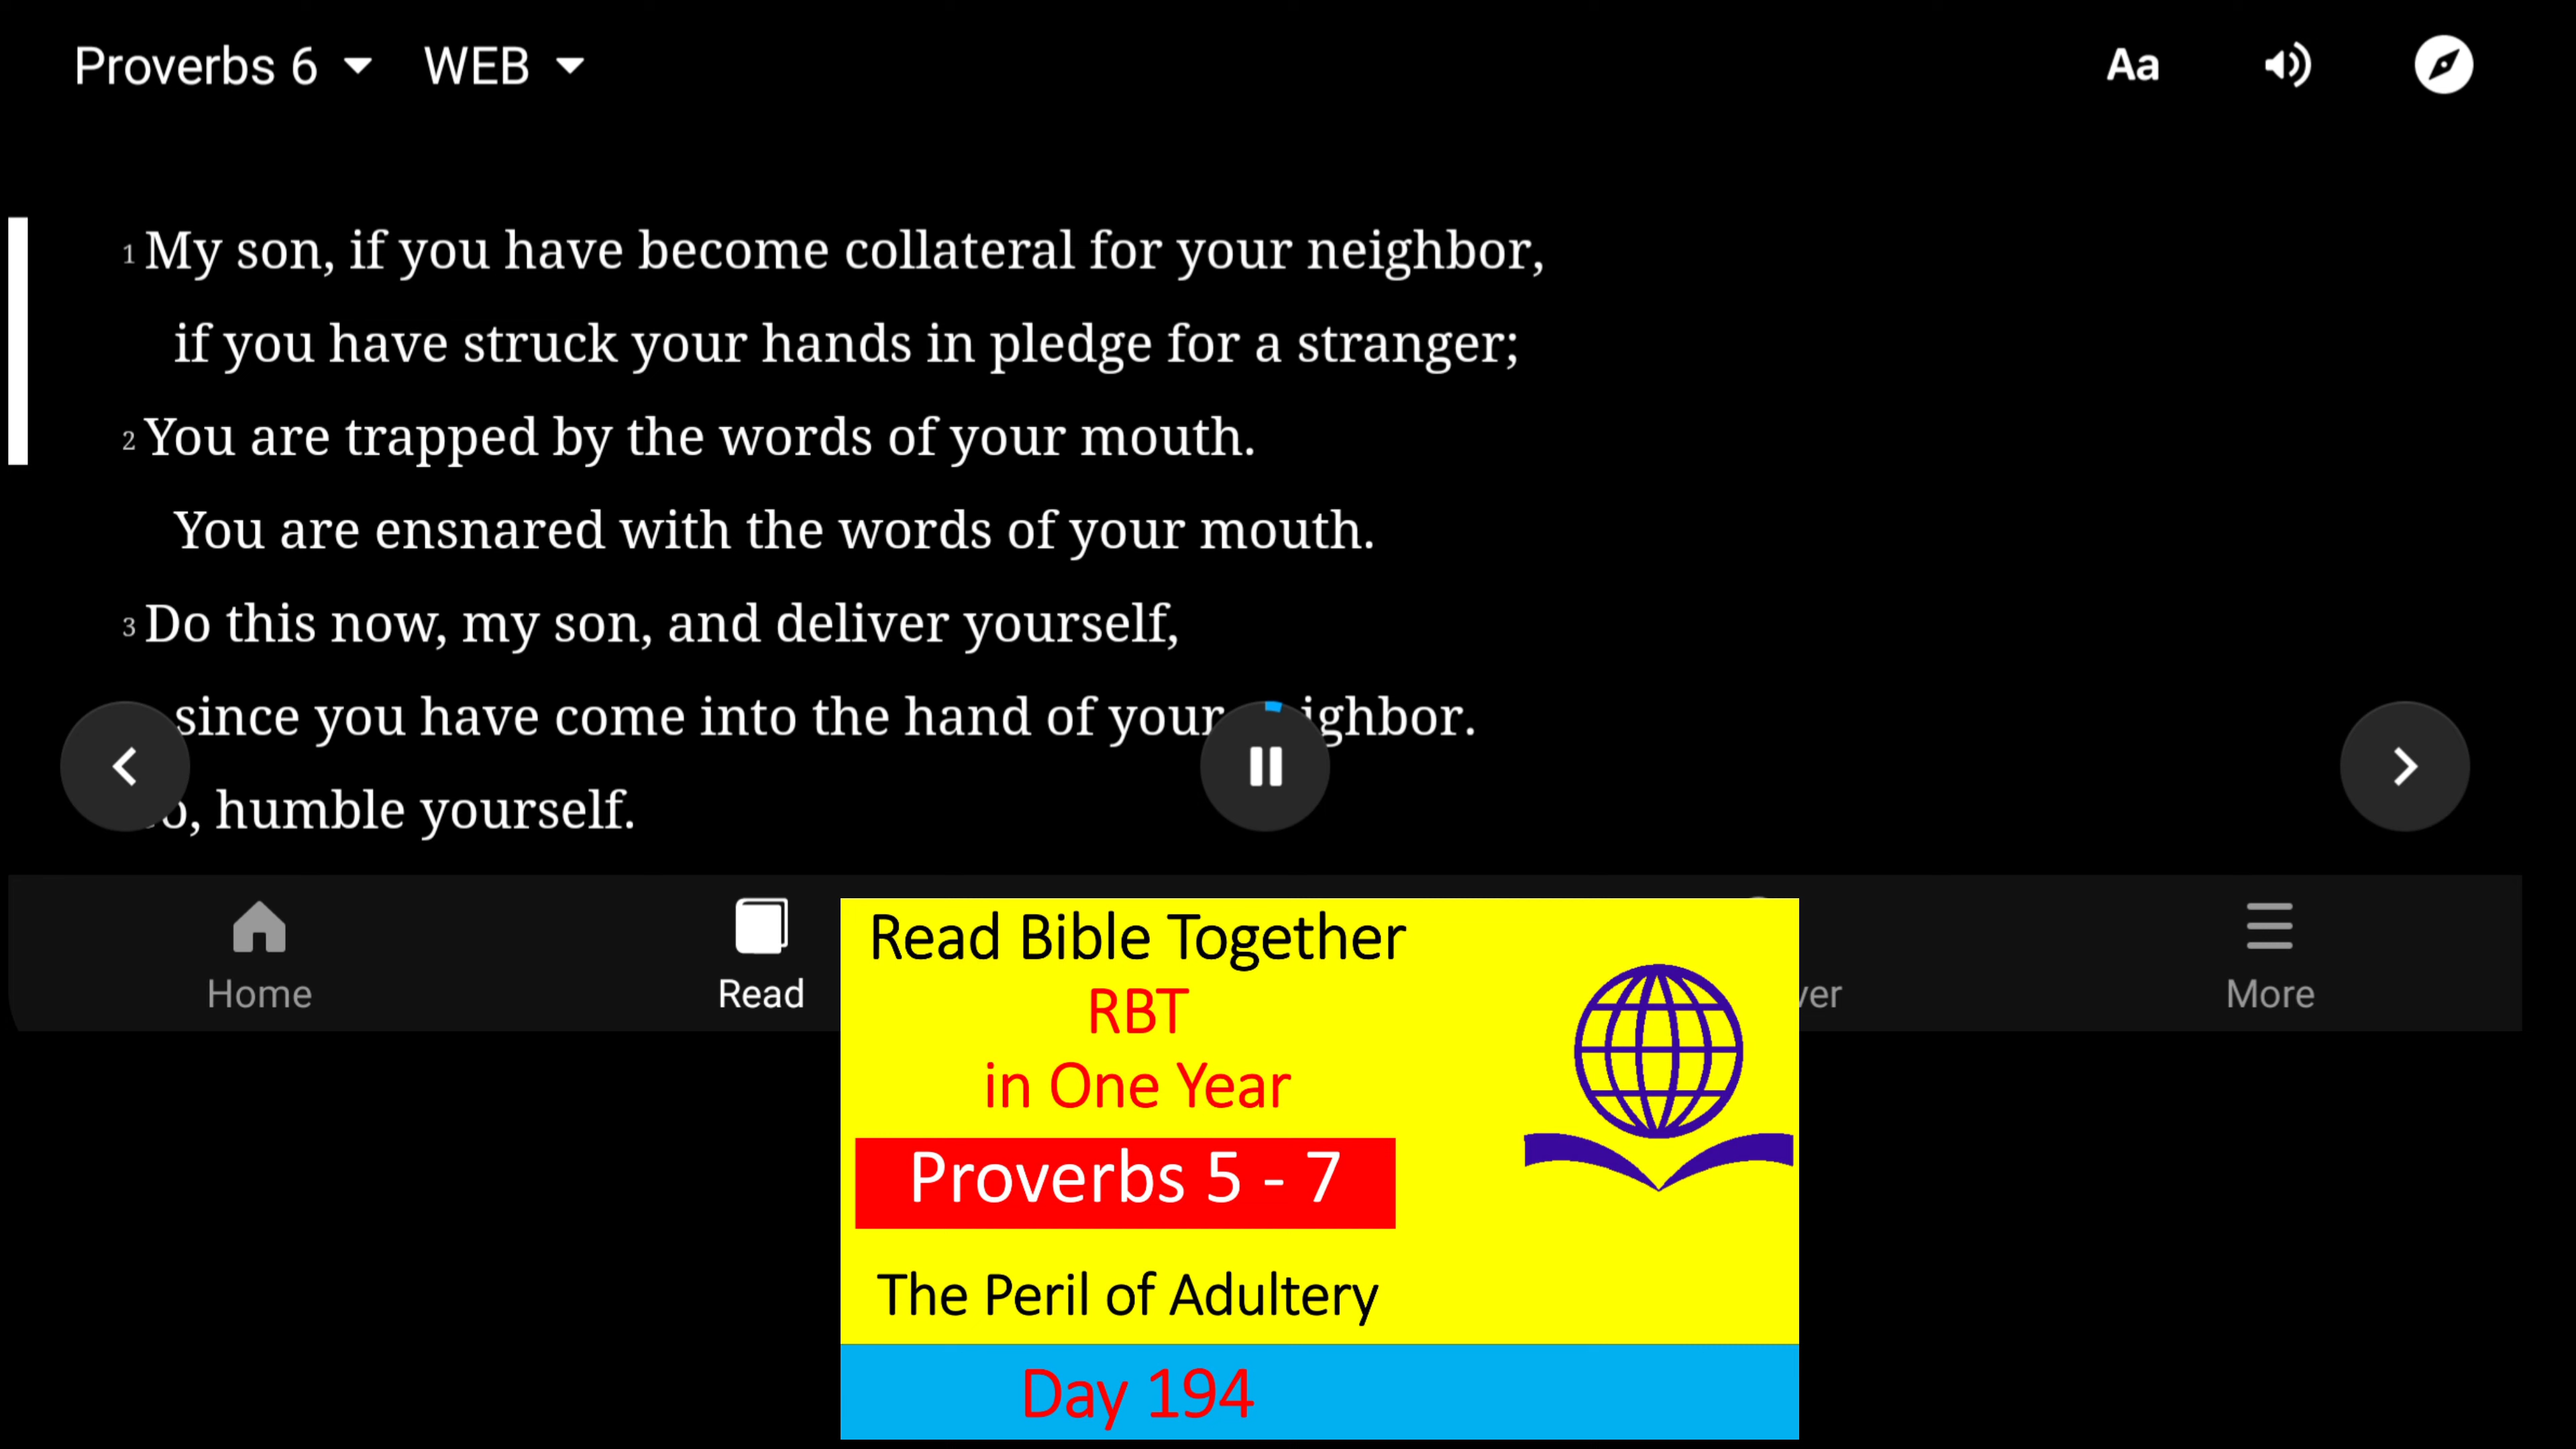 Proverbs 6 WEB Aa
1 My son, if you have become collateral for your neighbor,
if you have struck your hands in pledge for a stranger;
2 You are trapped by the words of your mouth.
You are ensnared with the words of your mouth.
3 Do this now, my son, and deliver yourself,
since you have come into the hand of your ighbor.
o, humble yourself.
Home Read ver More
Read Bible Together
RBT
in One Year
Proverbs 5 - 7
The Peril of Adultery
Day 194